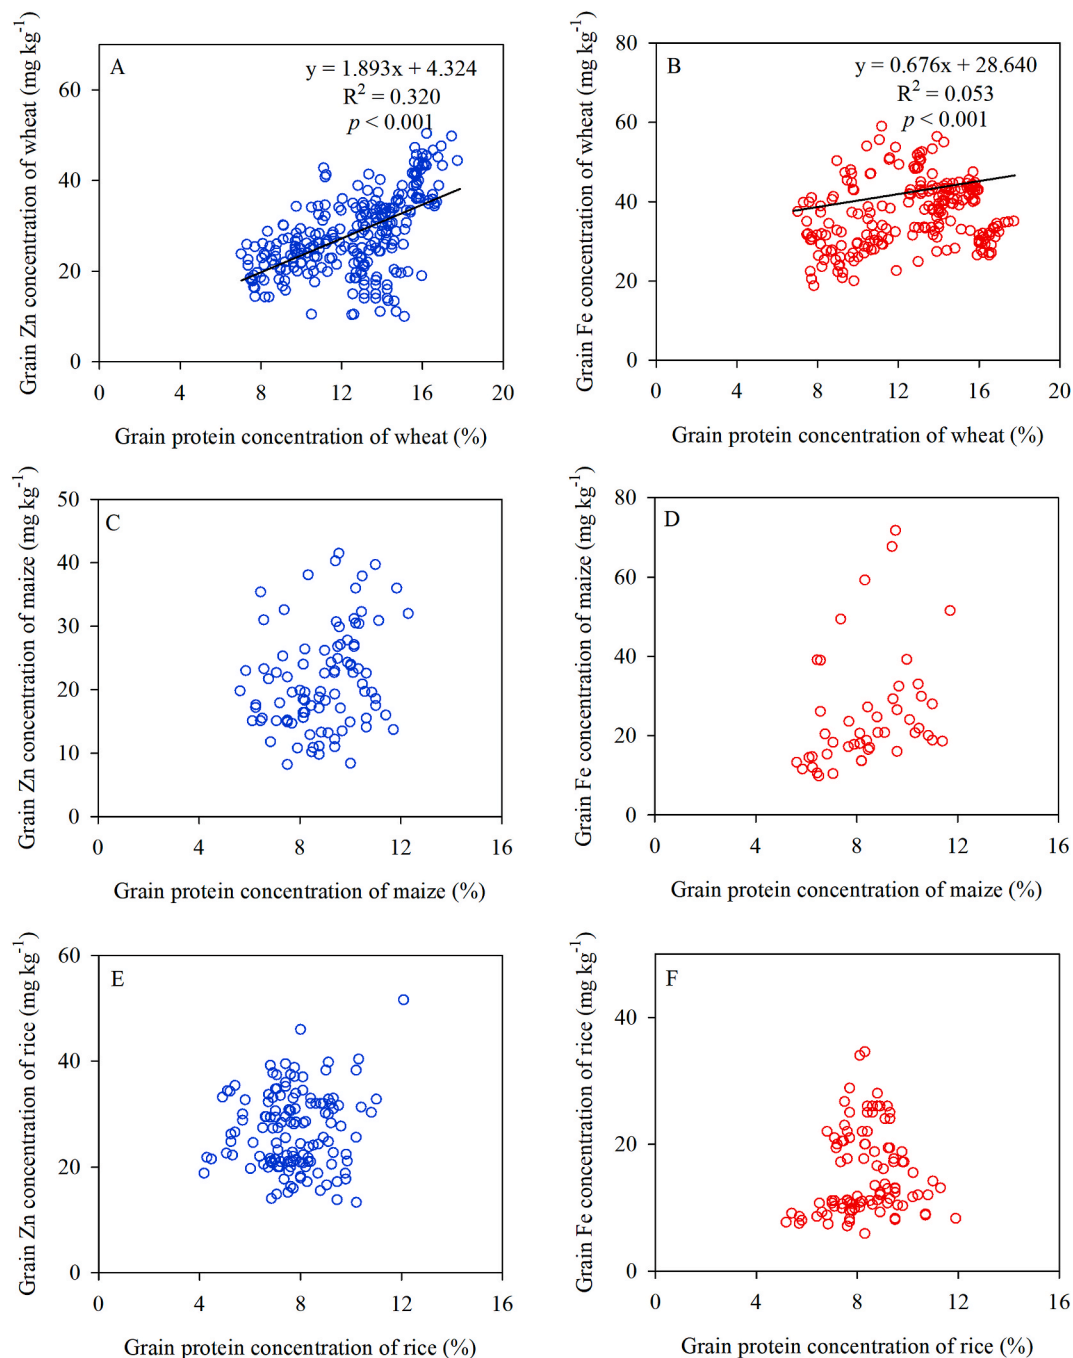 A
y = 1.893x + 4.324
R² = 0.320
p < 0.001
Grain Zn concentration of wheat (mg kg⁻¹)
60
40
20
0
0 4 8 12 16 20
Grain protein concentration of wheat (%)
B
y = 0.676x + 28.640
R² = 0.053
p < 0.001
Grain Fe concentration of wheat (mg kg⁻¹)
80
60
40
20
0
0 4 8 12 16 20
Grain protein concentration of wheat (%)
C
Grain Zn concentration of maize (mg kg⁻¹)
50
40
30
20
10
0
0 4 8 12 16
Grain protein concentration of maize (%)
D
Grain Fe concentration of maize (mg kg⁻¹)
80
60
40
20
0
0 4 8 12 16
Grain protein concentration of maize (%)
E
Grain Zn concentration of rice (mg kg⁻¹)
60
40
20
0
0 4 8 12 16
Grain protein concentration of rice (%)
F
Grain Fe concentration of rice (mg kg⁻¹)
40
20
0
0 4 8 12 16
Grain protein concentration of rice (%)